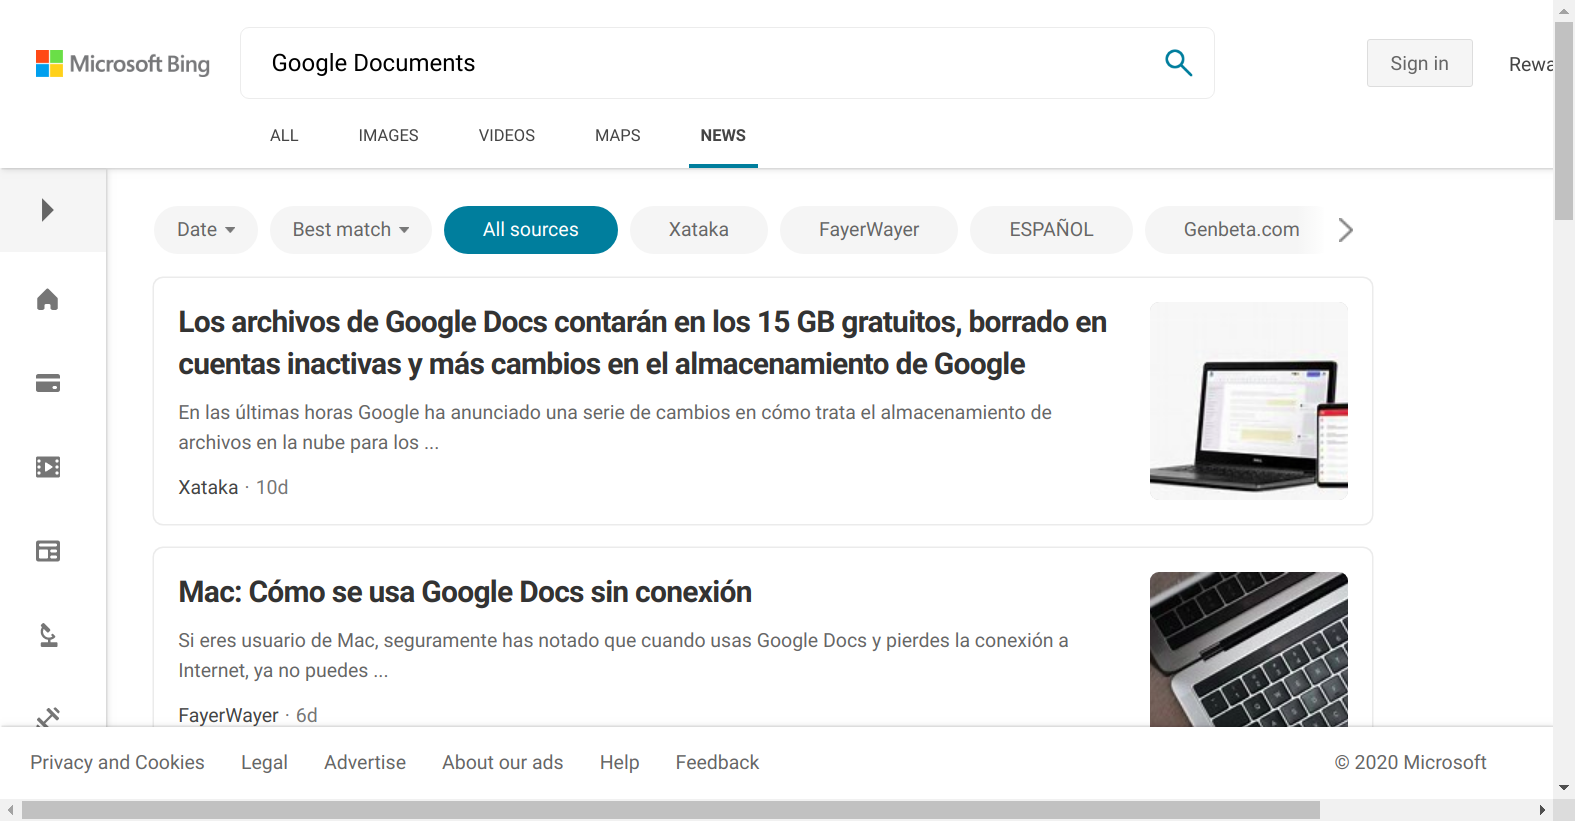 Microsoft Bing
Google Documents
Sign in
Rewa
ALL
IMAGES
VIDEOS
MAPS
NEWS
Date
Best match
All sources
Xataka
FayerWayer
ESPAÑOL
Genbeta.com
Los archivos de Google Docs contarán en los 15 GB gratuitos, borrado en
cuentas inactivas y más cambios en el almacenamiento de Google
En las últimas horas Google ha anunciado una serie de cambios en cómo trata el almacenamiento de
archivos en la nube para los ...
Xataka · 10d
Mac: Cómo se usa Google Docs sin conexión
Si eres usuario de Mac, seguramente has notado que cuando usas Google Docs y pierdes la conexión a
Internet, ya no puedes ...
FayerWayer · 6d
Privacy and Cookies
Legal
Advertise
About our ads
Help
Feedback
© 2020 Microsoft